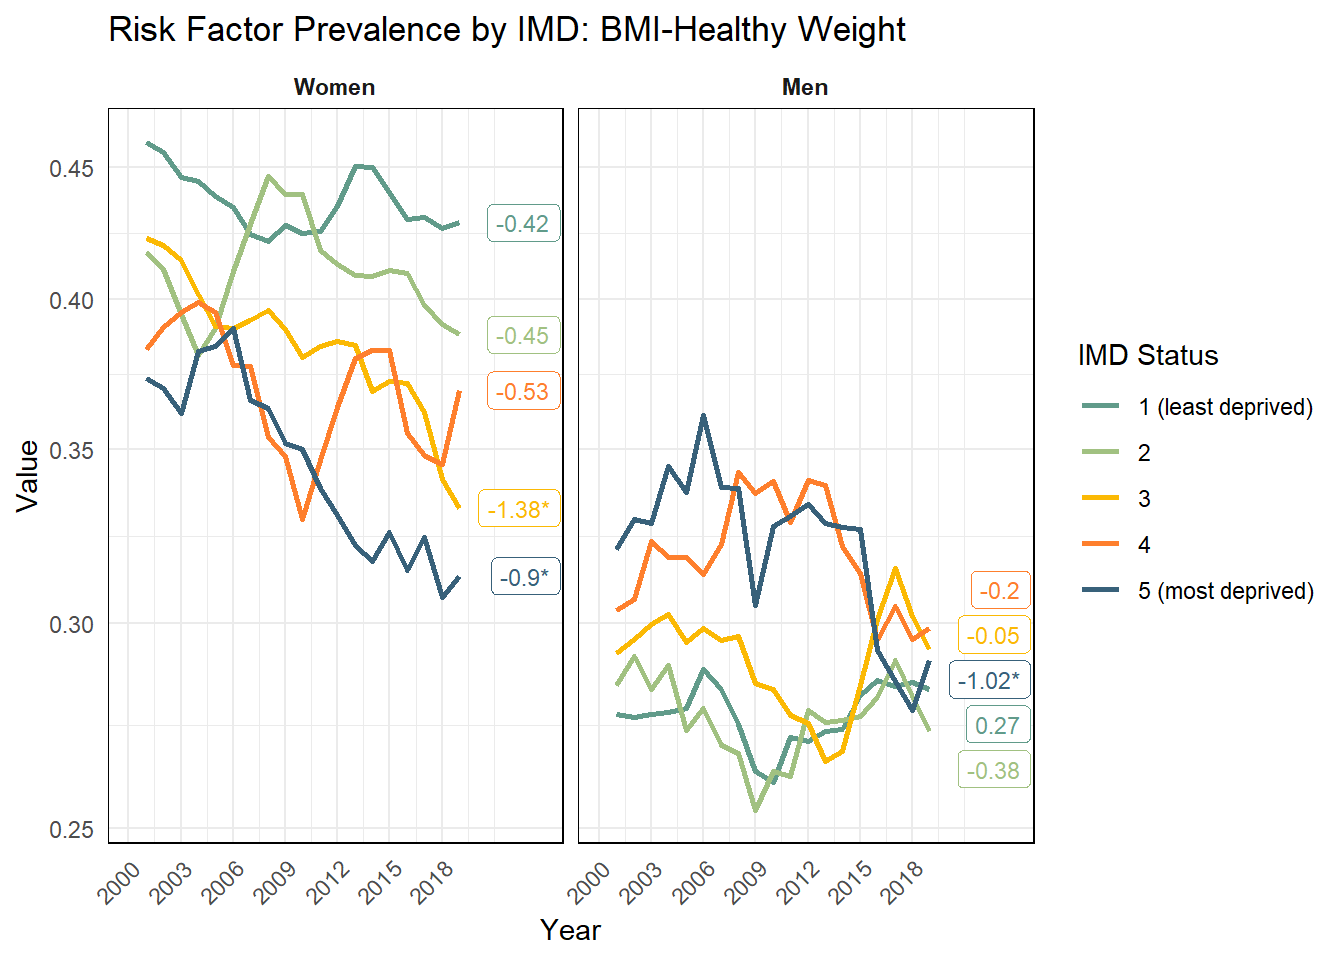 Risk Factor Prevalence by IMD: BMI-Healthy Weight
Women
Men
0.45
0.40
0.35
0.30
0.25
Value
-0.42
-0.45
-0.53
-1.38*
-0.9*
-0.2
-0.05
-1.02*
0.27
-0.38
2000 2003 2006 2009 2012 2015 2018
2000 2003 2006 2009 2012 2015 2018
Year
IMD Status
1 (least deprived)
2
3
4
5 (most deprived)